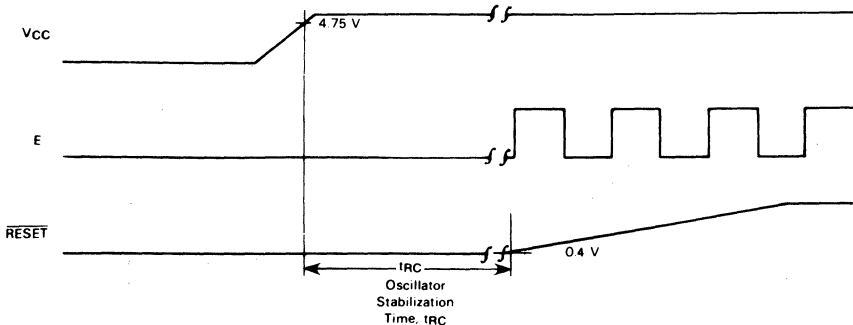 VCC
4.75 V
E
RESET
0.4 V
tRC
Oscillator
Stabilization
Time, tRC